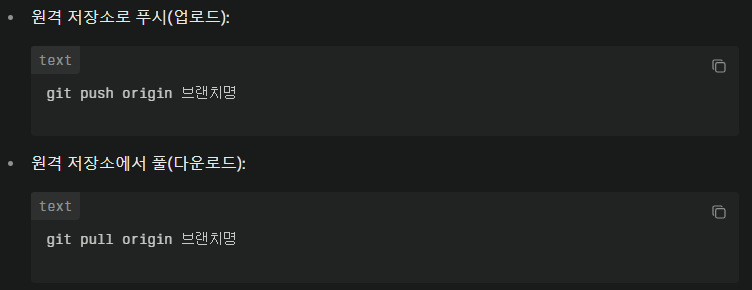 원격 저장소로 푸시(업로드):
text
git push origin 브랜치명
원격 저장소에서 풀(다운로드):
text
git pull origin 브랜치명